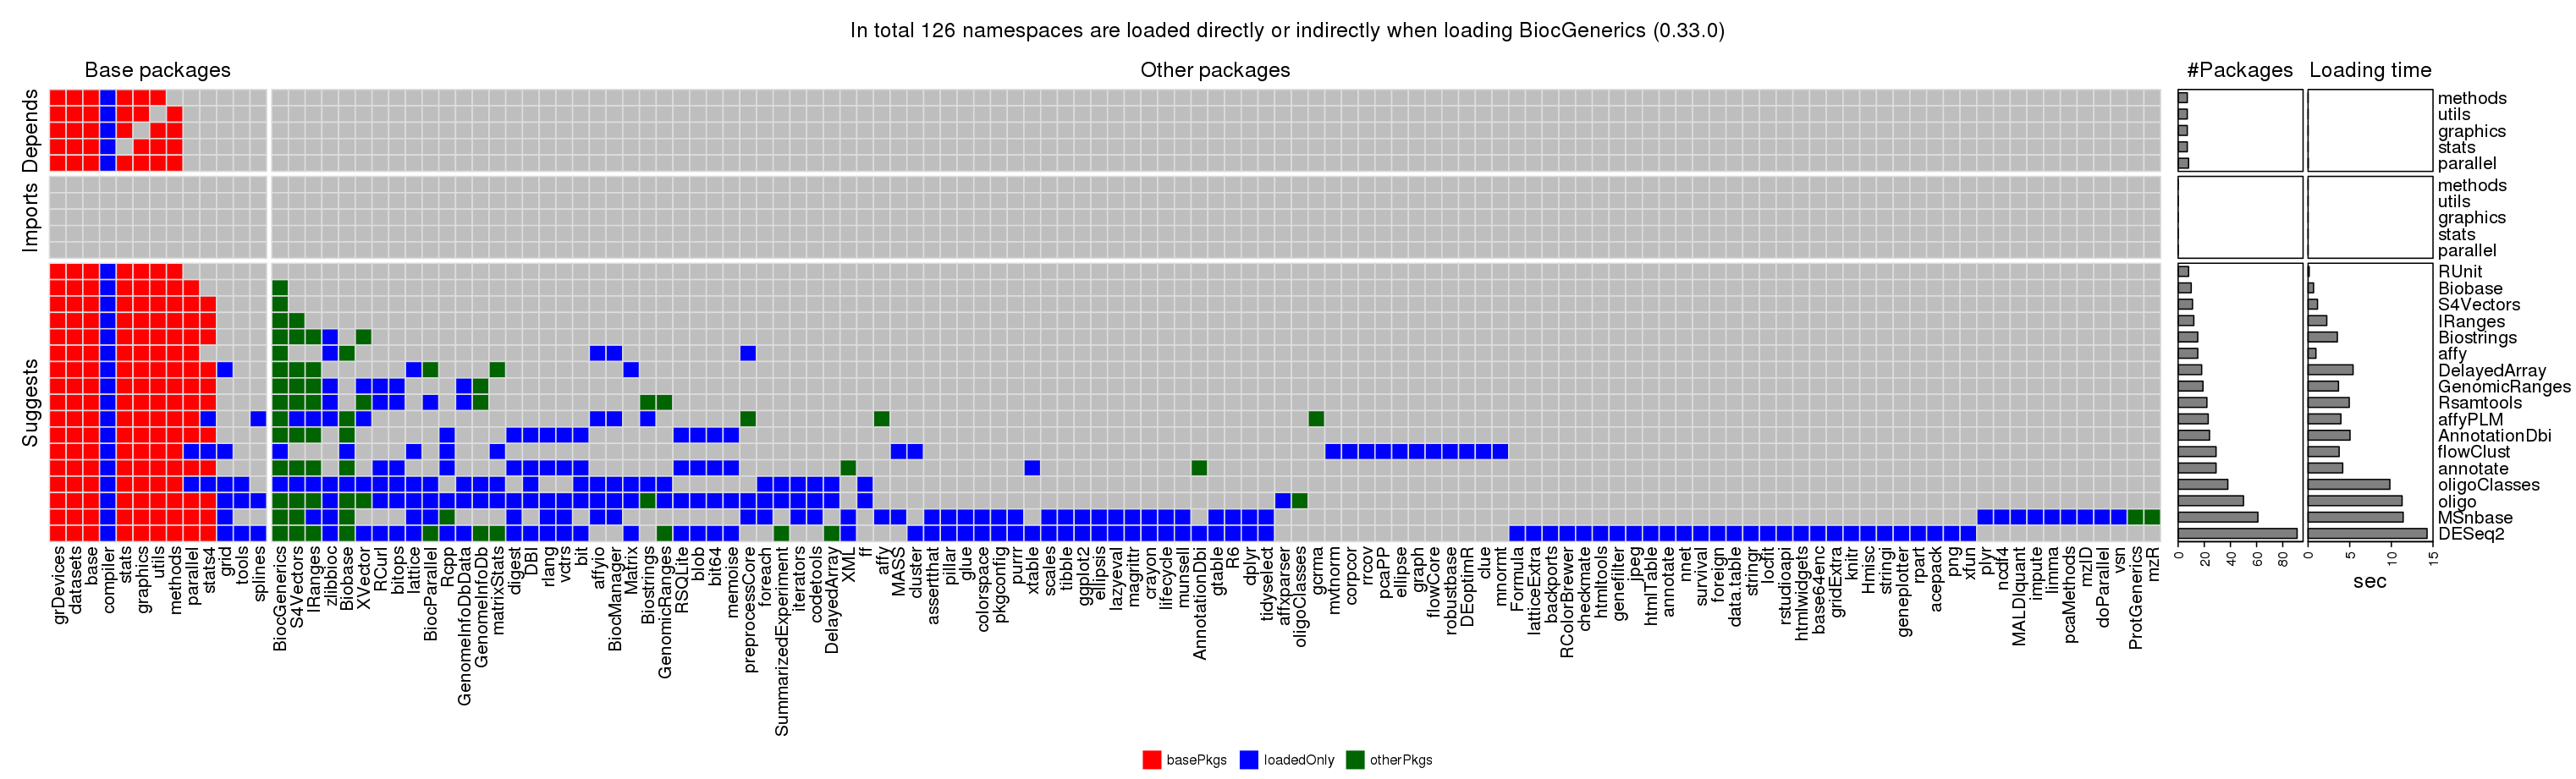 In total 126 namespaces are loaded directly or indirectly when loading BiocGenerics (0.33.0)
Base packages
Other packages
#Packages
Loading time
Depends
methods
utils
graphics
stats
parallel
Imports
methods
utils
graphics
stats
parallel
Suggests
RUnit
Biobase
S4Vectors
IRanges
Biostrings
affy
DelayedArray
GenomicRanges
Rsamtools
affyPLM
AnnotationDbi
flowClust
annotate
oligoClasses
oligo
MSnbase
DESeq2
grDevices
datasets
base
compiler
stats
graphics
utils
methods
parallel
stats4
grid
tools
splines
BiocGenerics
S4Vectors
IRanges
zlibbioc
Biobase
XVector
RCurl
bitops
lattice
BiocParallel
Rcpp
GenomeInfoDbData
GenomeInfoDb
matrixStats
digest
DBI
rlang
vctrs
bit
affyio
BiocManager
Matrix
Biostrings
GenomicRanges
RSQLite
blob
bit64
memoise
preprocessCore
foreach
SummarizedExperiment
iterators
codetools
DelayedArray
XML
ff
affy
MASS
cluster
assertthat
pillar
glue
colorspace
pkgconfig
purrr
xtable
scales
tibble
ggplot2
ellipsis
lazyeval
magrittr
crayon
lifecycle
munsell
AnnotationDbi
gtable
R6
dplyr
tidyselect
affxparser
oligoClasses
gcrma
mvtnorm
corpcor
rrcov
pcaPP
ellipse
graph
flowCore
robustbase
DEoptimR
clue
mnormt
Formula
latticeExtra
backports
RColorBrewer
checkmate
htmltools
genefilter
jpeg
htmlTable
annotate
nnet
survival
foreign
data.table
stringr
locfit
rstudioapi
htmlwidgets
base64enc
gridExtra
knitr
Hmisc
stringi
geneplotter
rpart
acepack
png
xfun
plyr
ncdf4
MALDIquant
impute
limma
pcaMethods
mzID
doParallel
vsn
ProtGenerics
mzR
0
20
40
60
80
0
5
10
15
sec
basePkgs
loadedOnly
otherPkgs